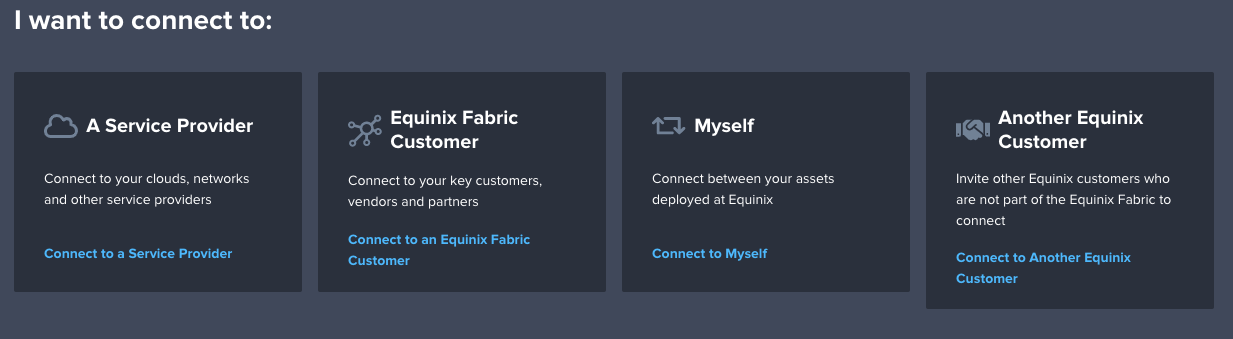 I want to connect to:
A Service Provider
Connect to your clouds, networks
and other service providers
Connect to a Service Provider
Equinix Fabric
Customer
Connect to your key customers,
vendors and partners
Connect to an Equinix Fabric
Customer
Myself
Connect between your assets
deployed at Equinix
Connect to Myself
Another Equinix
Customer
Invite other Equinix customers who
are not part of the Equinix Fabric to
connect
Connect to Another Equinix
Customer